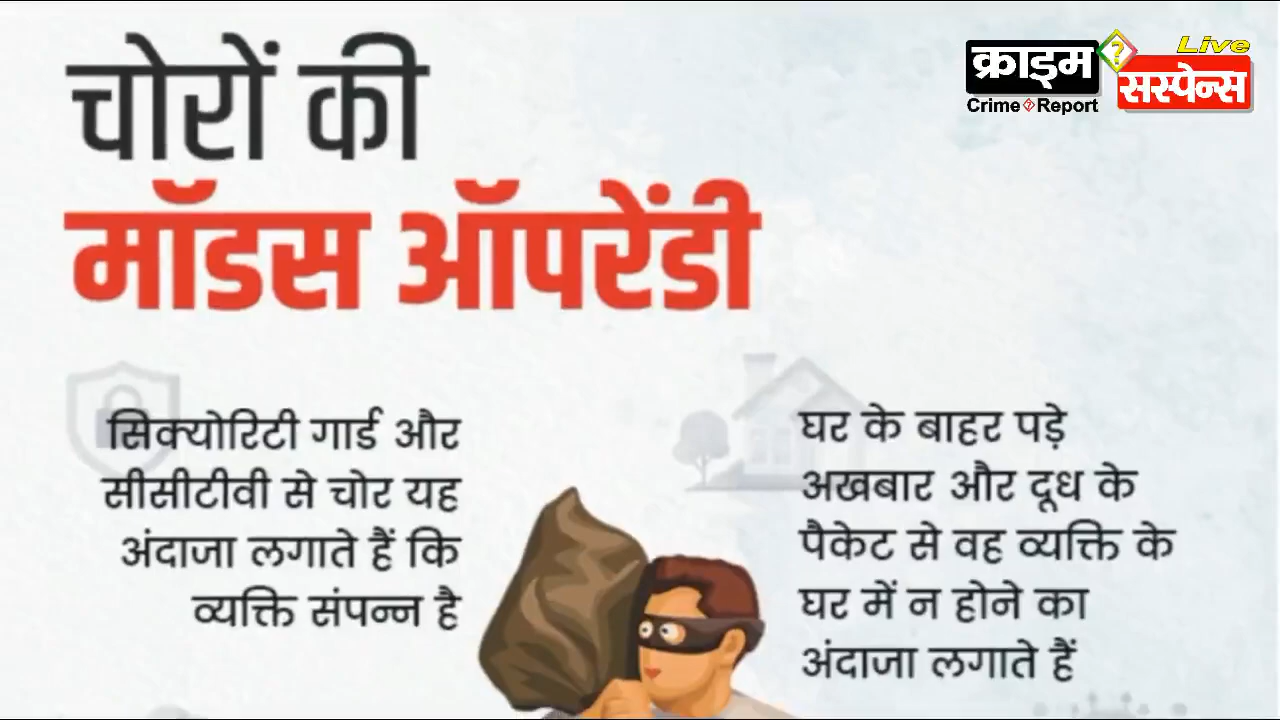 चोरों की
मॉडस ऑपरेंडी
Live
क्राइम ? सस्पेन्स
Crime ? Report
सिक्योरिटी गार्ड और
सीसीटीवी से चोर यह
अंदाजा लगाते हैं कि
व्यक्ति संपन्न है
घर के बाहर पड़े
अखबार और दूध के
पैकेट से वह व्यक्ति के
घर में न होने का
अंदाजा लगाते हैं